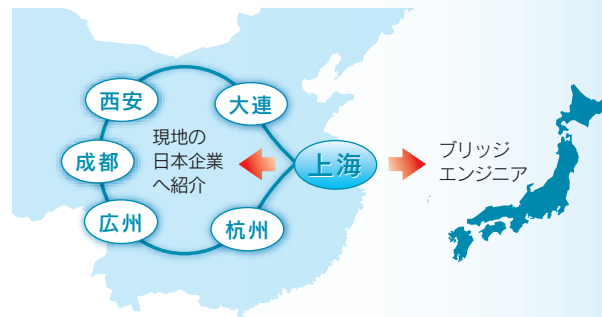 西安
大連
成都
現地の
日本企業
へ紹介
上海
ブリッジ
エンジニア
広州
杭州